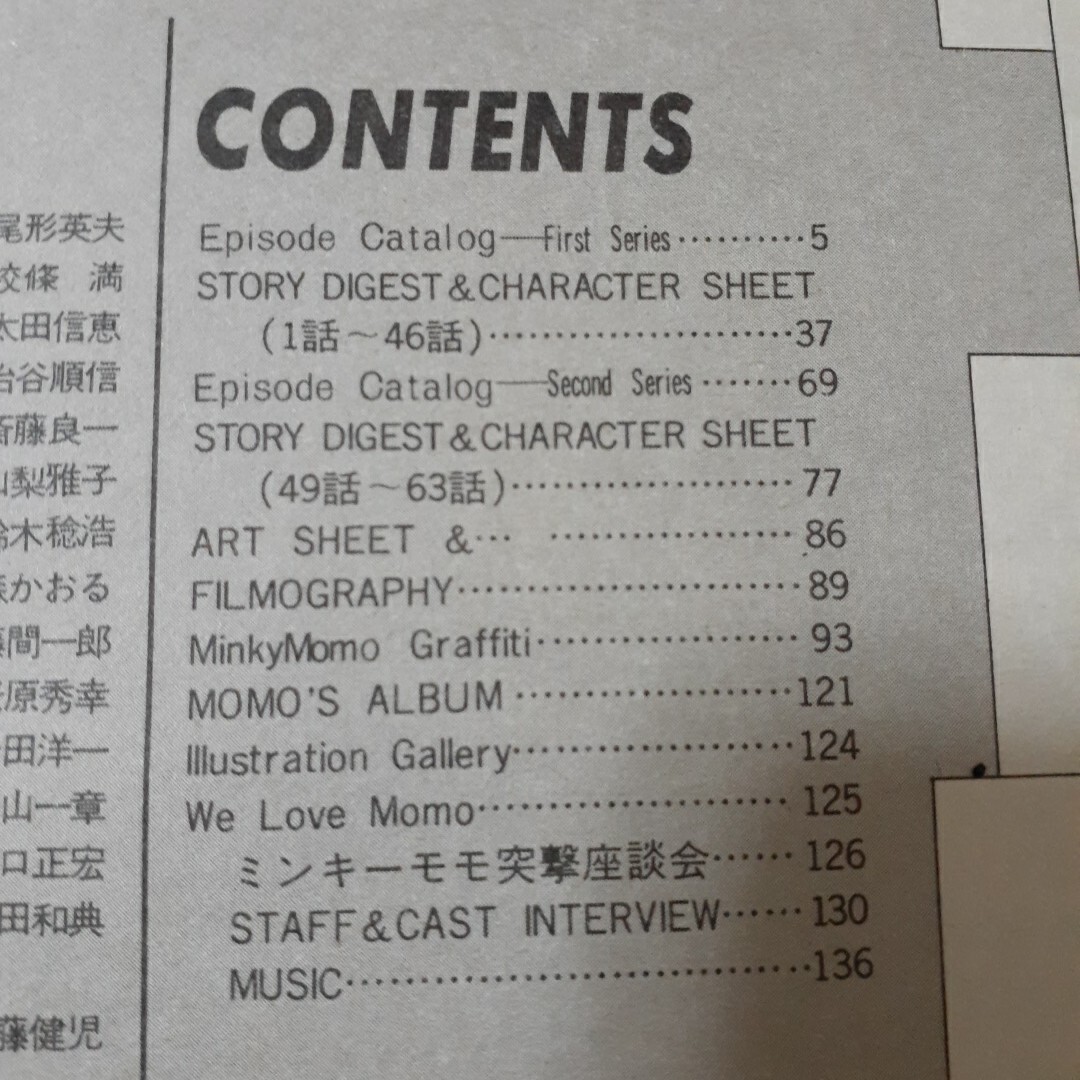 尾形英夫
満
太田信恵
谷順信
斎藤良一
山梨雅子
鈴木稔浩
かおる
間一郎
原秀幸
田洋一
山一章
口正宏
田和典
藤健児
CONTENTS
Episode Catalog──First Series··········5
STORY DIGEST&CHARACTER SHEET
(1話～46話)·························37
Episode Catalog──Second Series·······69
STORY DIGEST&CHARACTER SHEET
(49話～63話)·······················77
ART SHEET &··· ···················86
FILMOGRAPHY····························89
MinkyMomo Graffiti·····················93
MOMO'S ALBUM ······················121
Illustration Gallery······················124
We Love Momo························125
ミンキーモモ突撃座談会······126
STAFF&CAST INTERVIEW······130
MUSIC··································136